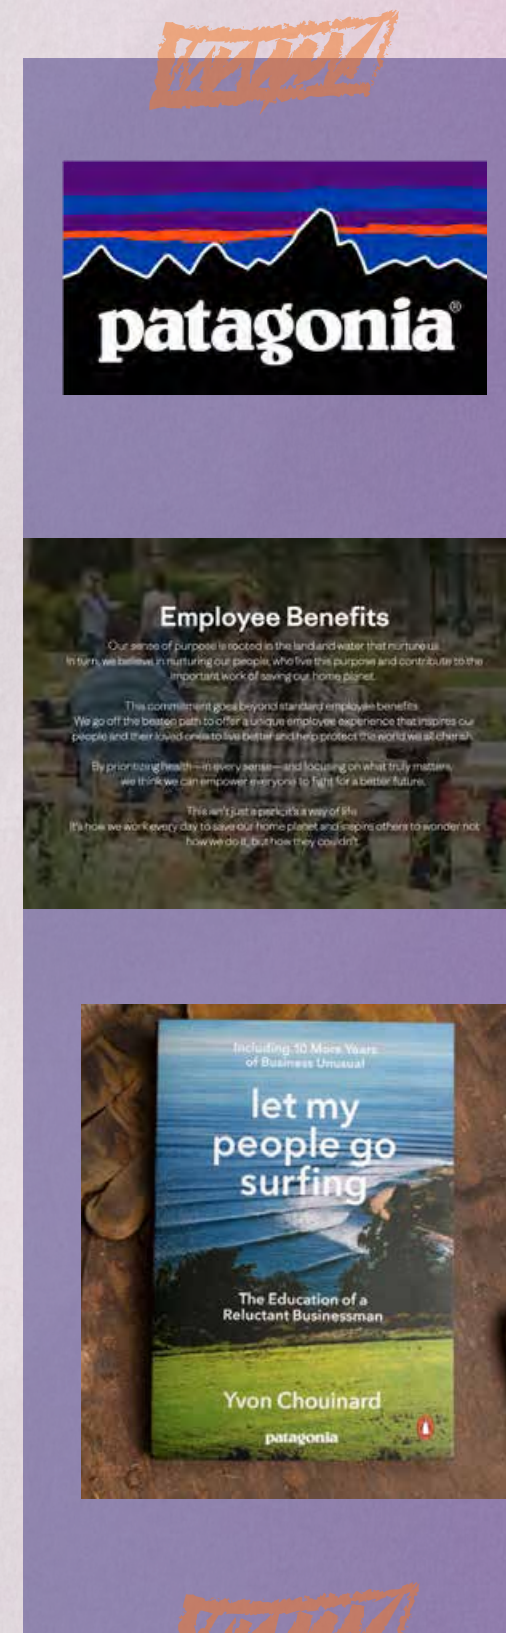 patagonia®
Employee Benefits
Our sense of purpose is rooted in the land and water that nurture us.
In turn, we believe in nurturing our people, who live this purpose and contribute to the
important work of saving our home planet.
This commitment goes beyond standard employee benefits.
We go off the beaten path to offer a unique employee experience that inspires our
people and their loved ones to live better and help protect the world we all cherish.
By prioritizing health—in every sense—and focusing on what truly matters,
we think we can empower everyone to fight for a better future.
This isn't just a perk; it's a way of life.
It's how we work every day to save our home planet and inspire others to wonder not
how we do it, but how they couldn't.
Including 10 More Years
of Business Unusual
let my
people go
surfing
The Education of a
Reluctant Businessman
Yvon Chouinard
patagonia